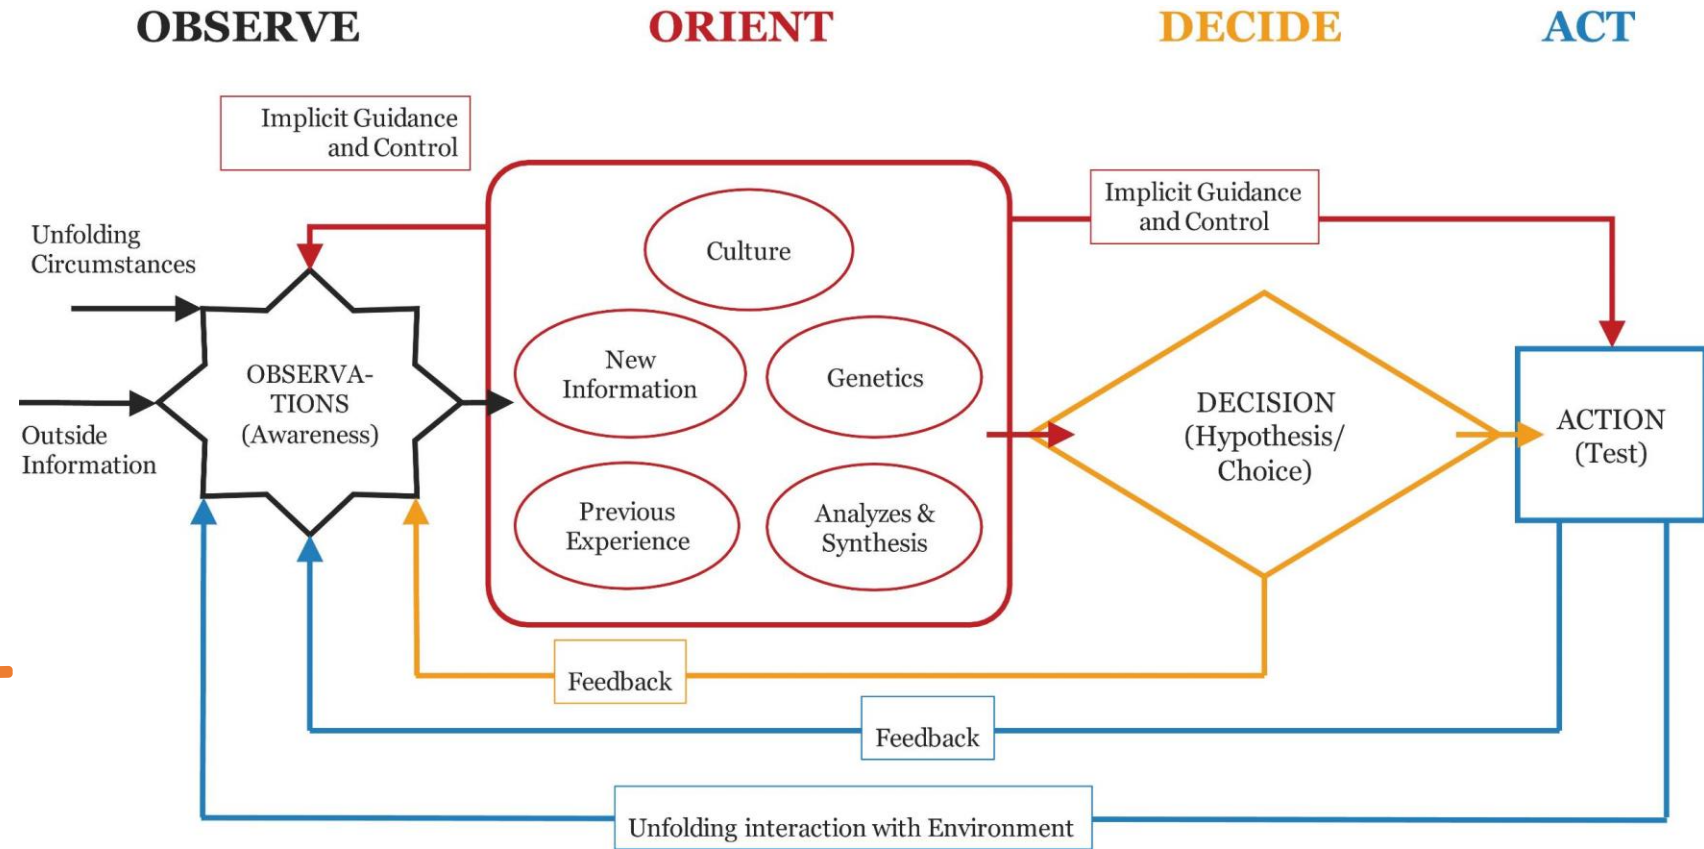 OBSERVE
ORIENT
DECIDE
ACT
Implicit Guidance
and Control
Unfolding
Circumstances
OBSERVA-
TIONS
(Awareness)
Outside
Information
Culture
New
Information
Genetics
Previous
Experience
Analyzes &
Synthesis
Implicit Guidance
and Control
DECISION
(Hypothesis/
Choice)
ACTION
(Test)
Feedback
Feedback
Unfolding interaction with Environment